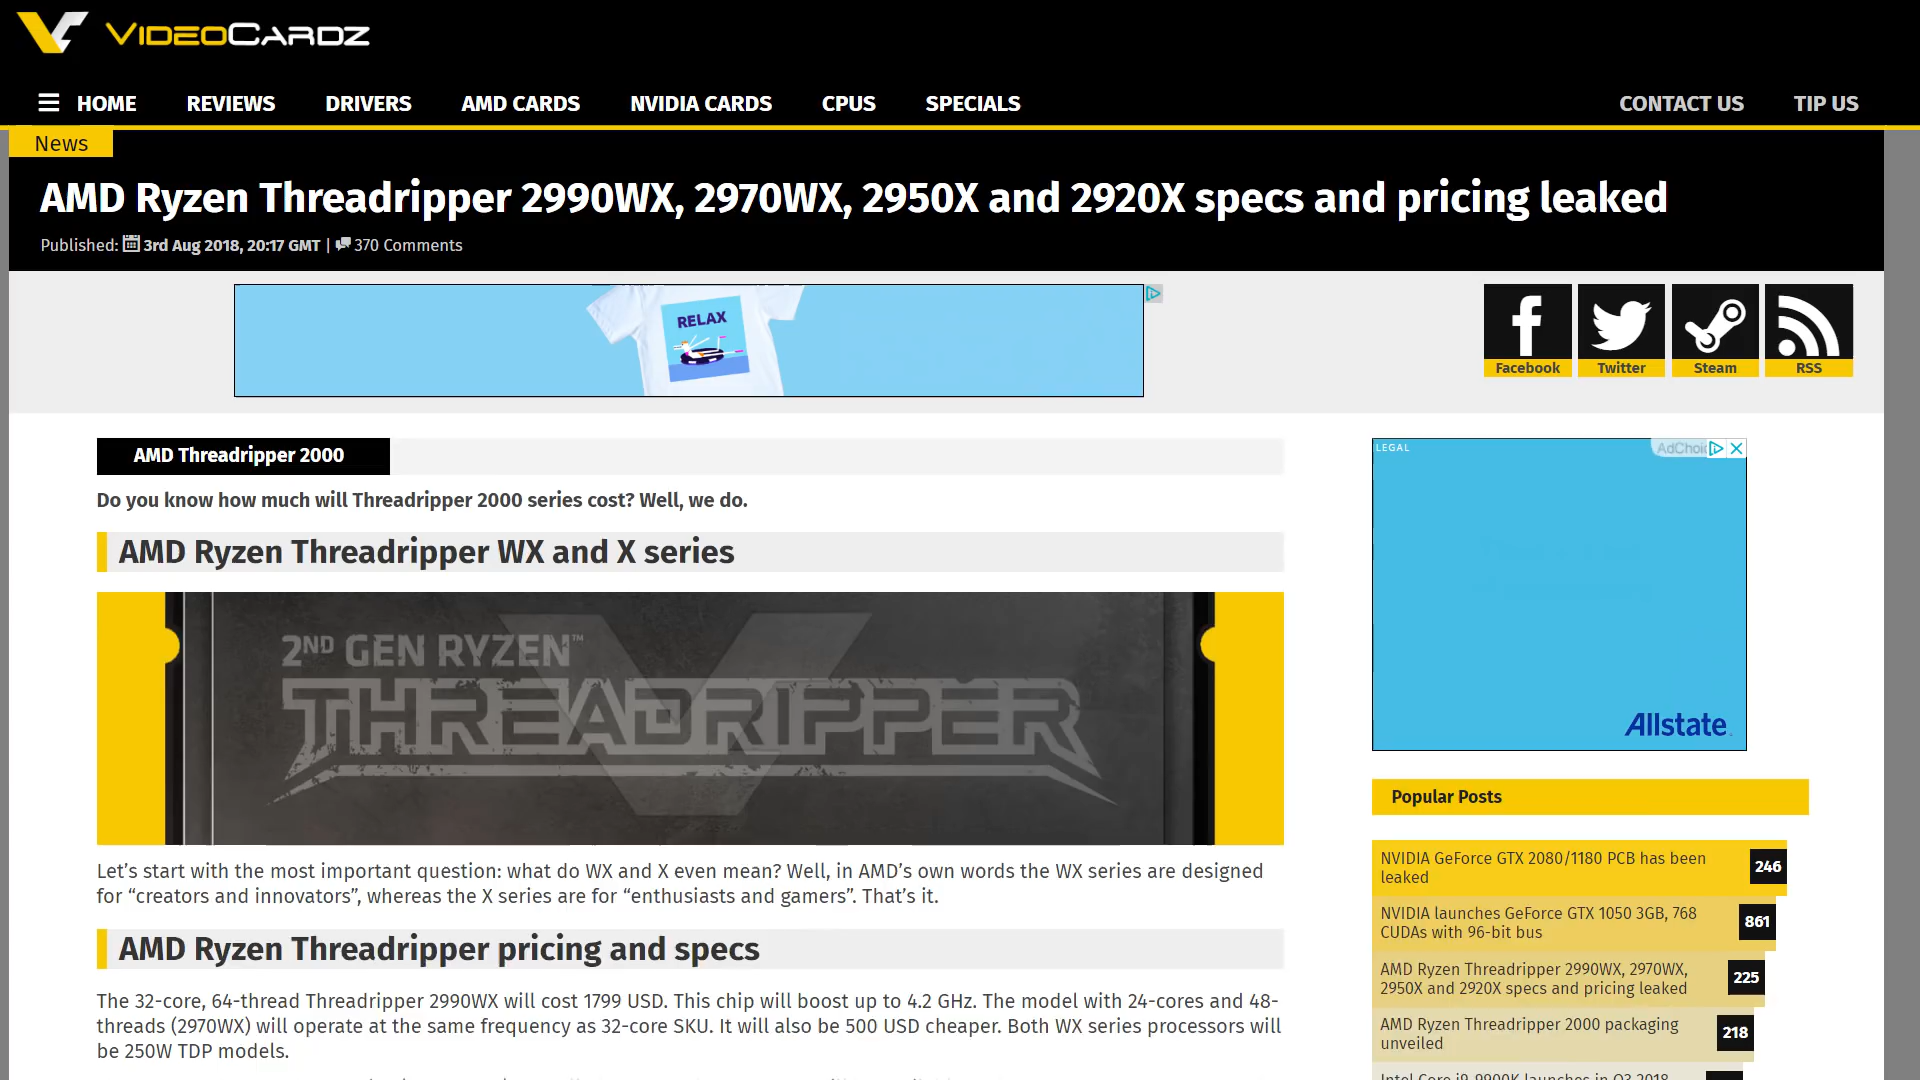 VIDEOCARDZ
HOME REVIEWS DRIVERS AMD CARDS NVIDIA CARDS CPUS SPECIALS CONTACT US TIP US
News
AMD Ryzen Threadripper 2990WX, 2970WX, 2950X and 2920X specs and pricing leaked
Published: 3rd Aug 2018, 20:17 GMT | 370 Comments
RELAX
Facebook Twitter Steam RSS
AMD Threadripper 2000
Do you know how much will Threadripper 2000 series cost? Well, we do.
AMD Ryzen Threadripper WX and X series
2ND GEN RYZEN™
THREADRIPPER
Let’s start with the most important question: what do WX and X even mean? Well, in AMD’s own words the WX series are designed
for “creators and innovators”, whereas the X series are for “enthusiasts and gamers”. That’s it.
AMD Ryzen Threadripper pricing and specs
The 32-core, 64-thread Threadripper 2990WX will cost 1799 USD. This chip will boost up to 4.2 GHz. The model with 24-cores and 48-
threads (2970WX) will operate at the same frequency as 32-core SKU. It will also be 500 USD cheaper. Both WX series processors will
be 250W TDP models.
LEGAL
Allstate
Popular Posts
NVIDIA GeForce GTX 2080/1180 PCB has been
leaked
246
NVIDIA launches GeForce GTX 1050 3GB, 768
CUDAs with 96-bit bus
861
AMD Ryzen Threadripper 2990WX, 2970WX,
2950X and 2920X specs and pricing leaked
225
AMD Ryzen Threadripper 2000 packaging
unveiled
218
Intel Core i9-9900K launches in Q3 2018